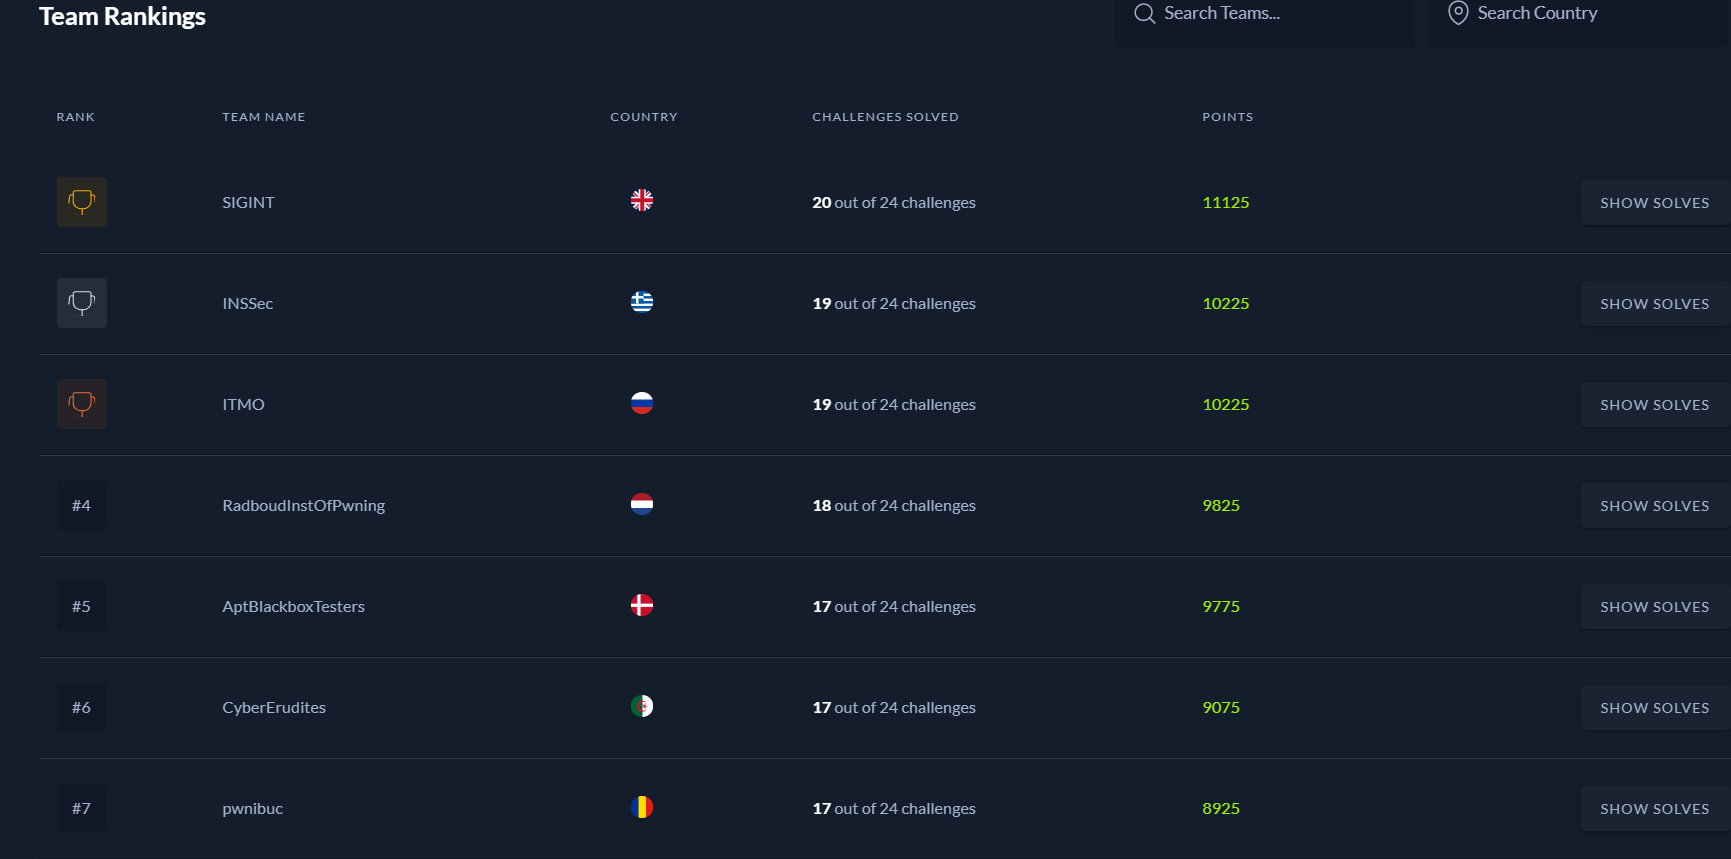 Team Rankings Search Teams... Search Country
RANK TEAM NAME COUNTRY CHALLENGES SOLVED POINTS
SIGINT 20 out of 24 challenges 11125 SHOW SOLVES
INSSec 19 out of 24 challenges 10225 SHOW SOLVES
ITMO 19 out of 24 challenges 10225 SHOW SOLVES
#4 RadboudInstOfPwning 18 out of 24 challenges 9825 SHOW SOLVES
#5 AptBlackboxTesters 17 out of 24 challenges 9775 SHOW SOLVES
#6 CyberErudites 17 out of 24 challenges 9075 SHOW SOLVES
#7 pwnibuc 17 out of 24 challenges 8925 SHOW SOLVES